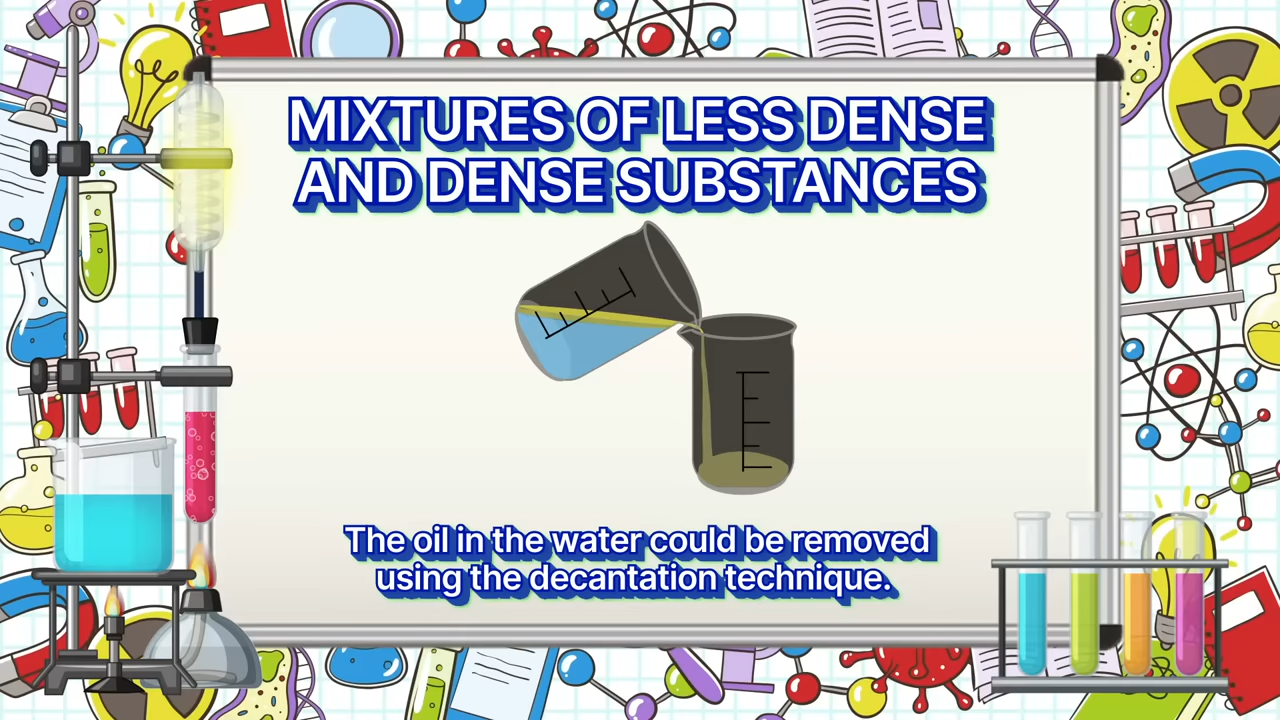 MIXTURES OF LESS DENSE
AND DENSE SUBSTANCES
The oil in the water could be removed
using the decantation technique.